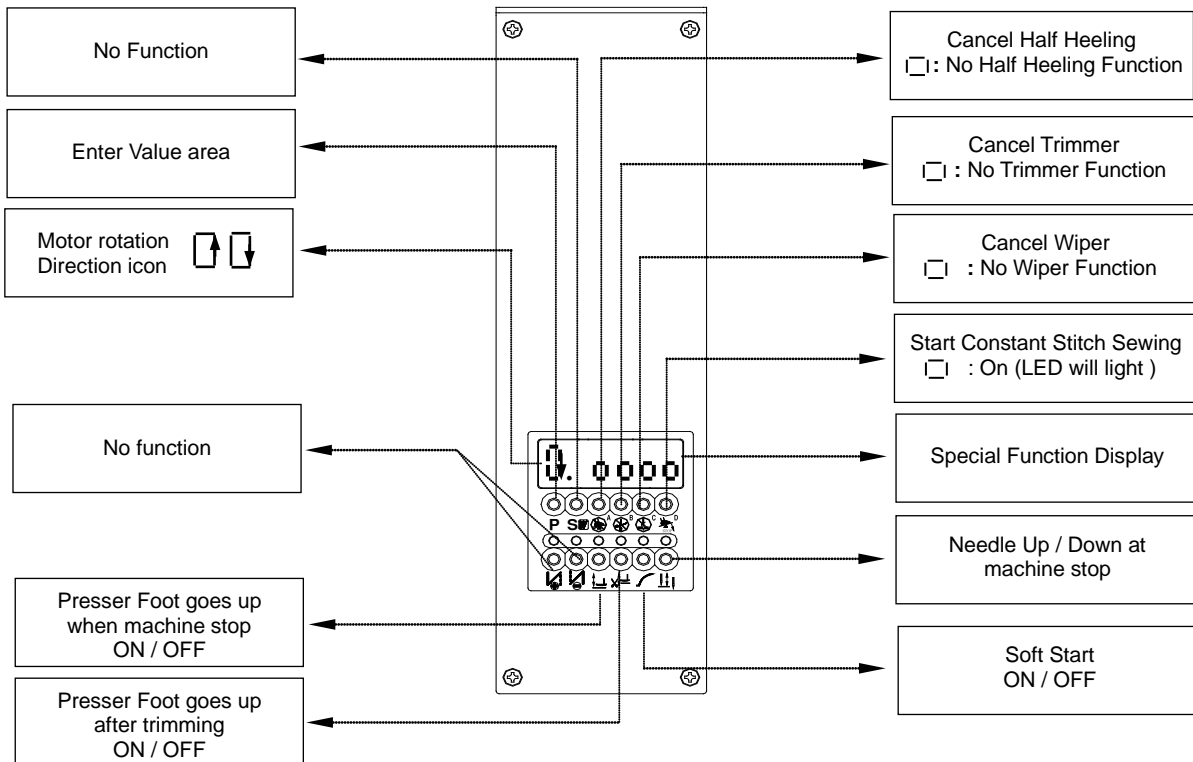 No Function
Enter Value area
Motor rotation
Direction icon
No function
Presser Foot goes up
when machine stop
ON / OFF
Presser Foot goes up
after trimming
ON / OFF
P S A B C D
Cancel Half Heeling
: No Half Heeling Function
Cancel Trimmer
: No Trimmer Function
Cancel Wiper
: No Wiper Function
Start Constant Stitch Sewing
: On (LED will light )
Special Function Display
Needle Up / Down at
machine stop
Soft Start
ON / OFF